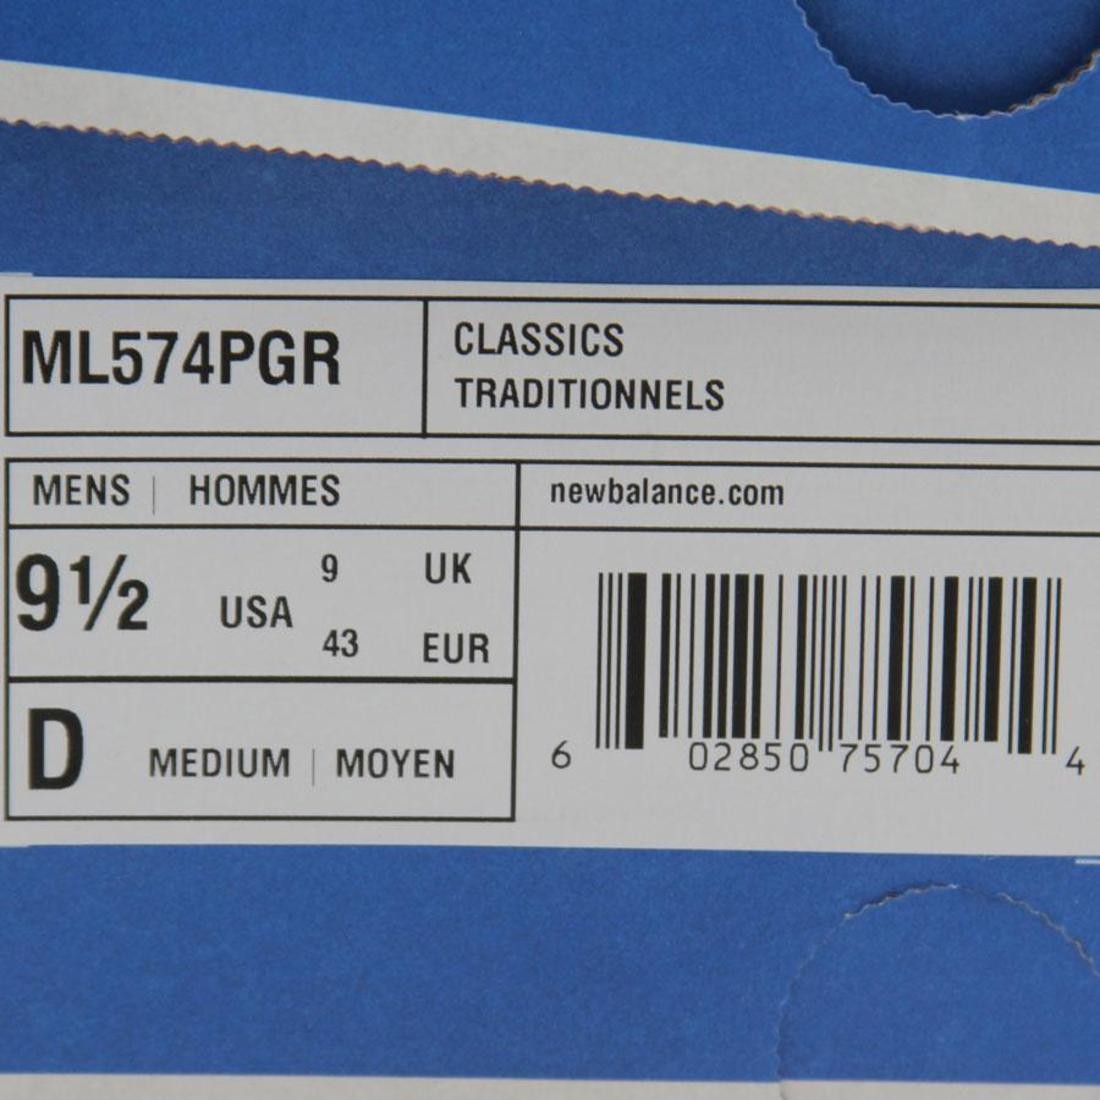 ML574PGR
CLASSICS
TRADITIONNELS
MENS | HOMMES
newbalance.com
9½ USA
9 UK
43 EUR
D MEDIUM | MOYEN
6 02850 75704 4